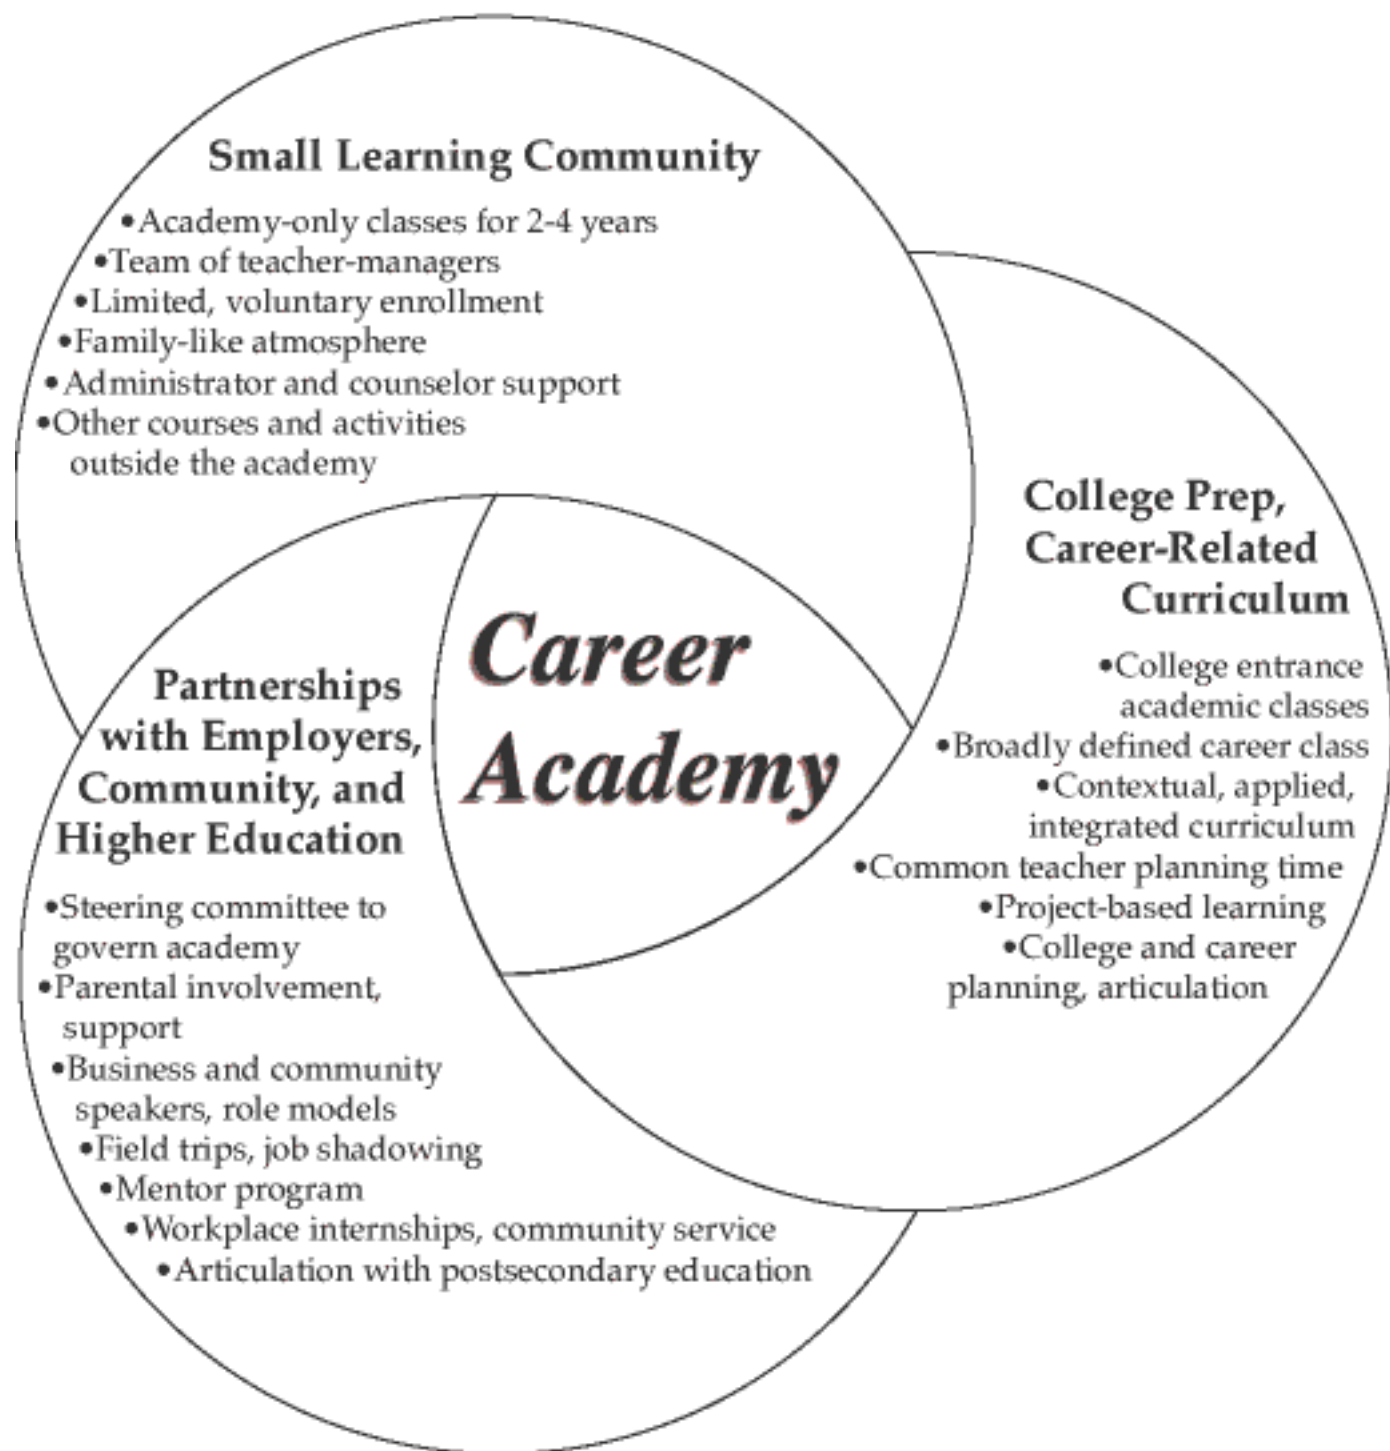 Small Learning Community
•Academy-only classes for 2-4 years
•Team of teacher-managers
•Limited, voluntary enrollment
•Family-like atmosphere
•Administrator and counselor support
•Other courses and activities
outside the academy
College Prep,
Career-Related
Curriculum
•College entrance
academic classes
•Broadly defined career class
•Contextual, applied,
integrated curriculum
•Common teacher planning time
•Project-based learning
•College and career
planning, articulation
Career
Academy
Partnerships
with Employers,
Community, and
Higher Education
•Steering committee to
govern academy
•Parental involvement,
support
•Business and community
speakers, role models
•Field trips, job shadowing
•Mentor program
•Workplace internships, community service
•Articulation with postsecondary education